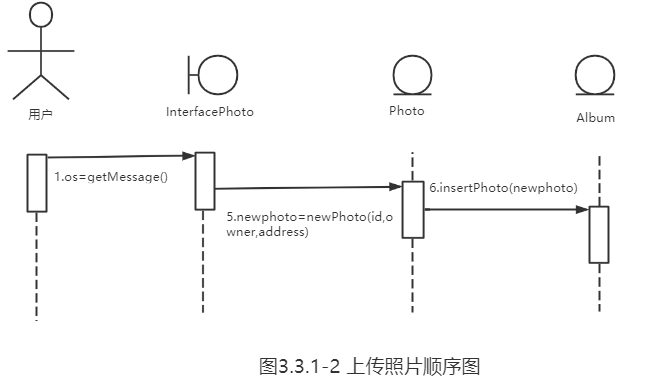 用户
InterfacePhoto
Photo
Album
1.os=getMessage()
5.newphoto=newPhoto(id,o
wner,address)
6.insertPhoto(newphoto)
图3.3.1-2 上传照片顺序图